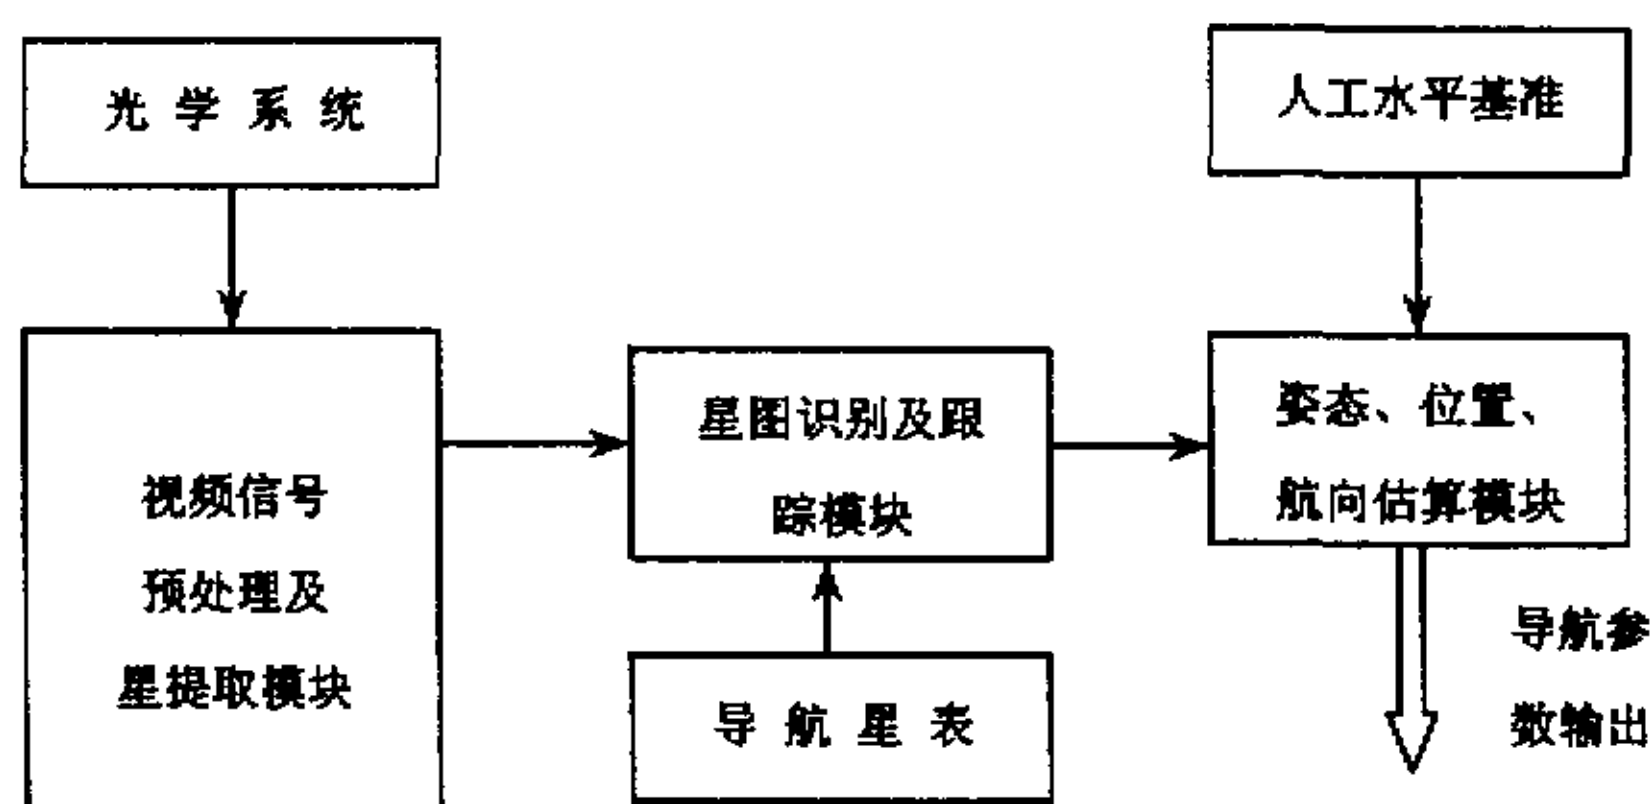 光学系统
人工水平基准
视频信号
预处理及
星提取模块
星图识别及跟
踪模块
导航星表
姿态、位置、
航向估算模块
导航参
数输出